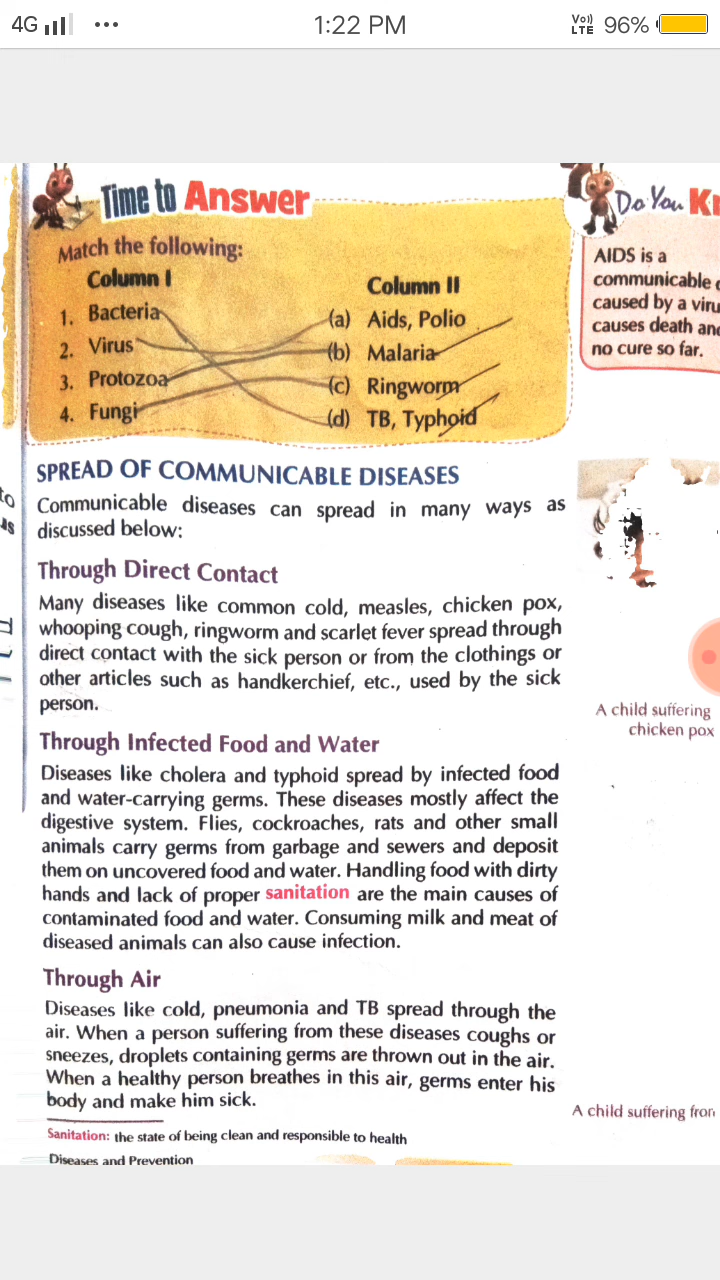 4G 1:22 PM Vo)) LTE 96%
Time to Answer
Match the following:
Column I Column II
1. Bacteria (a) Aids, Polio
2. Virus (b) Malaria
3. Protozoa (c) Ringworm
4. Fungi (d) TB, Typhoid
Do You
AIDS is a
communicable
caused by a
causes death
no cure so far.
SPREAD OF COMMUNICABLE DISEASES
Communicable diseases can spread in many ways as
discussed below:
Through Direct Contact
Many diseases like common cold, measles, chicken pox,
whooping cough, ringworm and scarlet fever spread through
direct contact with the sick person or from the clothings or
other articles such as handkerchief, etc., used by the sick
person.
A child suffering
chicken pox
Through Infected Food and Water
Diseases like cholera and typhoid spread by infected food
and water-carrying germs. These diseases mostly affect the
digestive system. Flies, cockroaches, rats and other small
animals carry germs from garbage and sewers and deposit
them on uncovered food and water. Handling food with dirty
hands and lack of proper sanitation are the main causes of
contaminated food and water. Consuming milk and meat of
diseased animals can also cause infection.
Through Air
Diseases like cold, pneumonia and TB spread through the
air. When a person suffering from these diseases coughs or
sneezes, droplets containing germs are thrown out in the air.
When a healthy person breathes in this air, germs enter his
body and make him sick.
A child suffering
Sanitation: the state of being clean and responsible to health
Diseases and Prevention